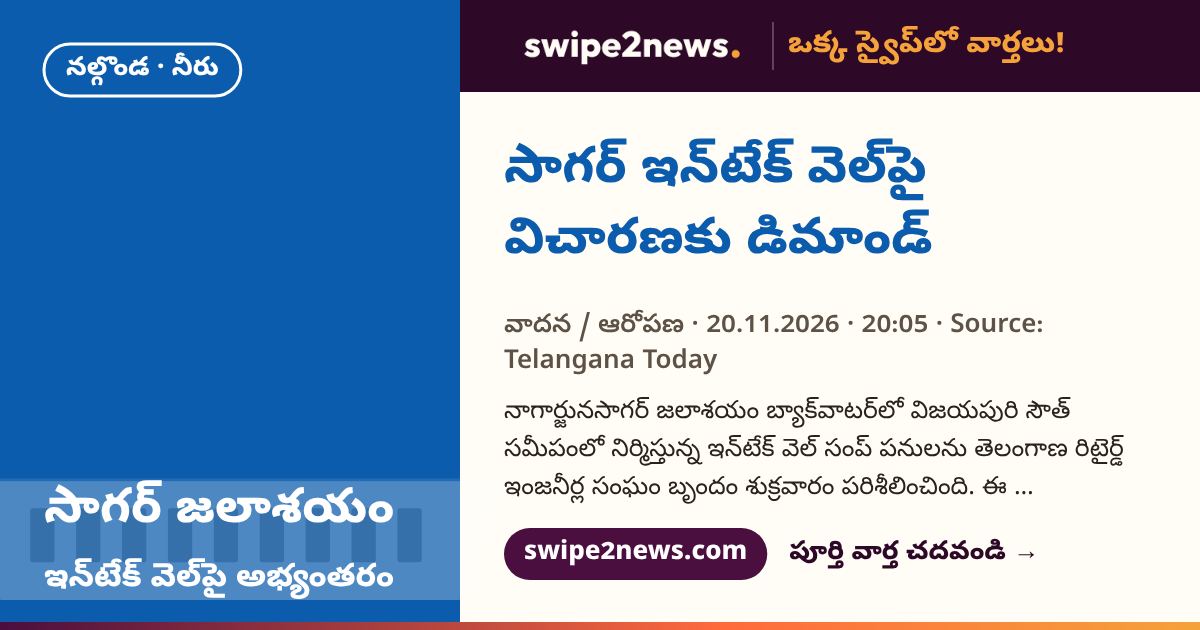 నల్గొండ · నీరు
సాగర్ జలాశయం
ఇన్‌టేక్ వెల్‌పై అభ్యంతరం
swipe2news. ఒక్క స్వైప్‌లో వార్తలు!
సాగర్ ఇన్‌టేక్ వెల్‌పై
విచారణకు డిమాండ్
వాదన / ఆరోపణ · 20.11.2026 · 20:05 · Source:
Telangana Today
నాగార్జునసాగర్ జలాశయం బ్యాక్‌వాటర్‌లో విజయపురి సౌత్
సమీపంలో నిర్మిస్తున్న ఇన్‌టేక్ వెల్ సంప్ పనులను తెలంగాణ రిటైర్డ్
ఇంజనీర్ల సంఘం బృందం శుక్రవారం పరిశీలించింది. ఈ ...
swipe2news.com పూర్తి వార్త చదవండి →